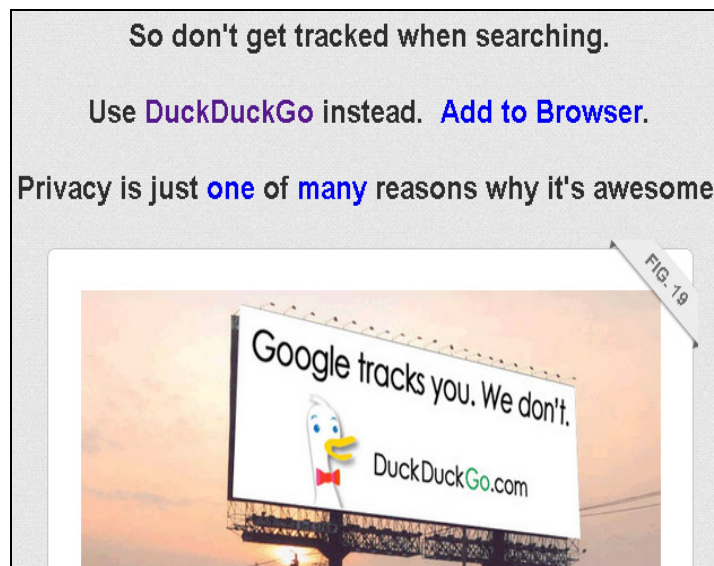 So don't get tracked when searching.
Use DuckDuckGo instead. Add to Browser.
Privacy is just one of many reasons why it's awesome
FIG. 19
Google tracks you. We don't.
DuckDuckGo.com